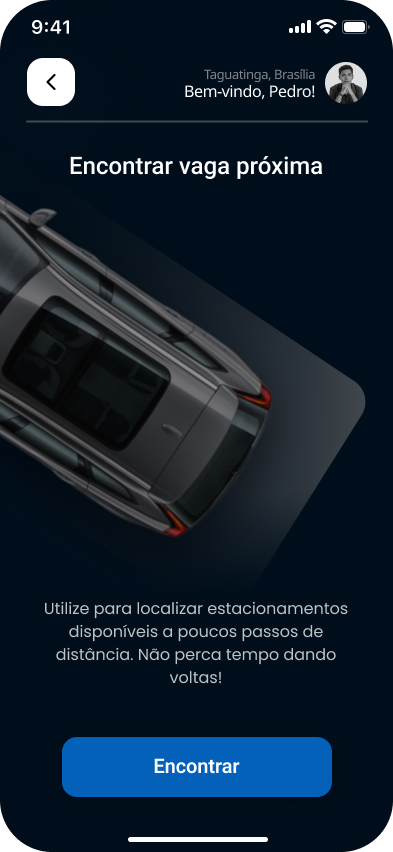 9:41
Taguatinga, Brasília
Bem-vindo, Pedro!
Encontrar vaga próxima
Utilize para localizar estacionamentos
disponíveis a poucos passos de
distância. Não perca tempo dando
voltas!
Encontrar